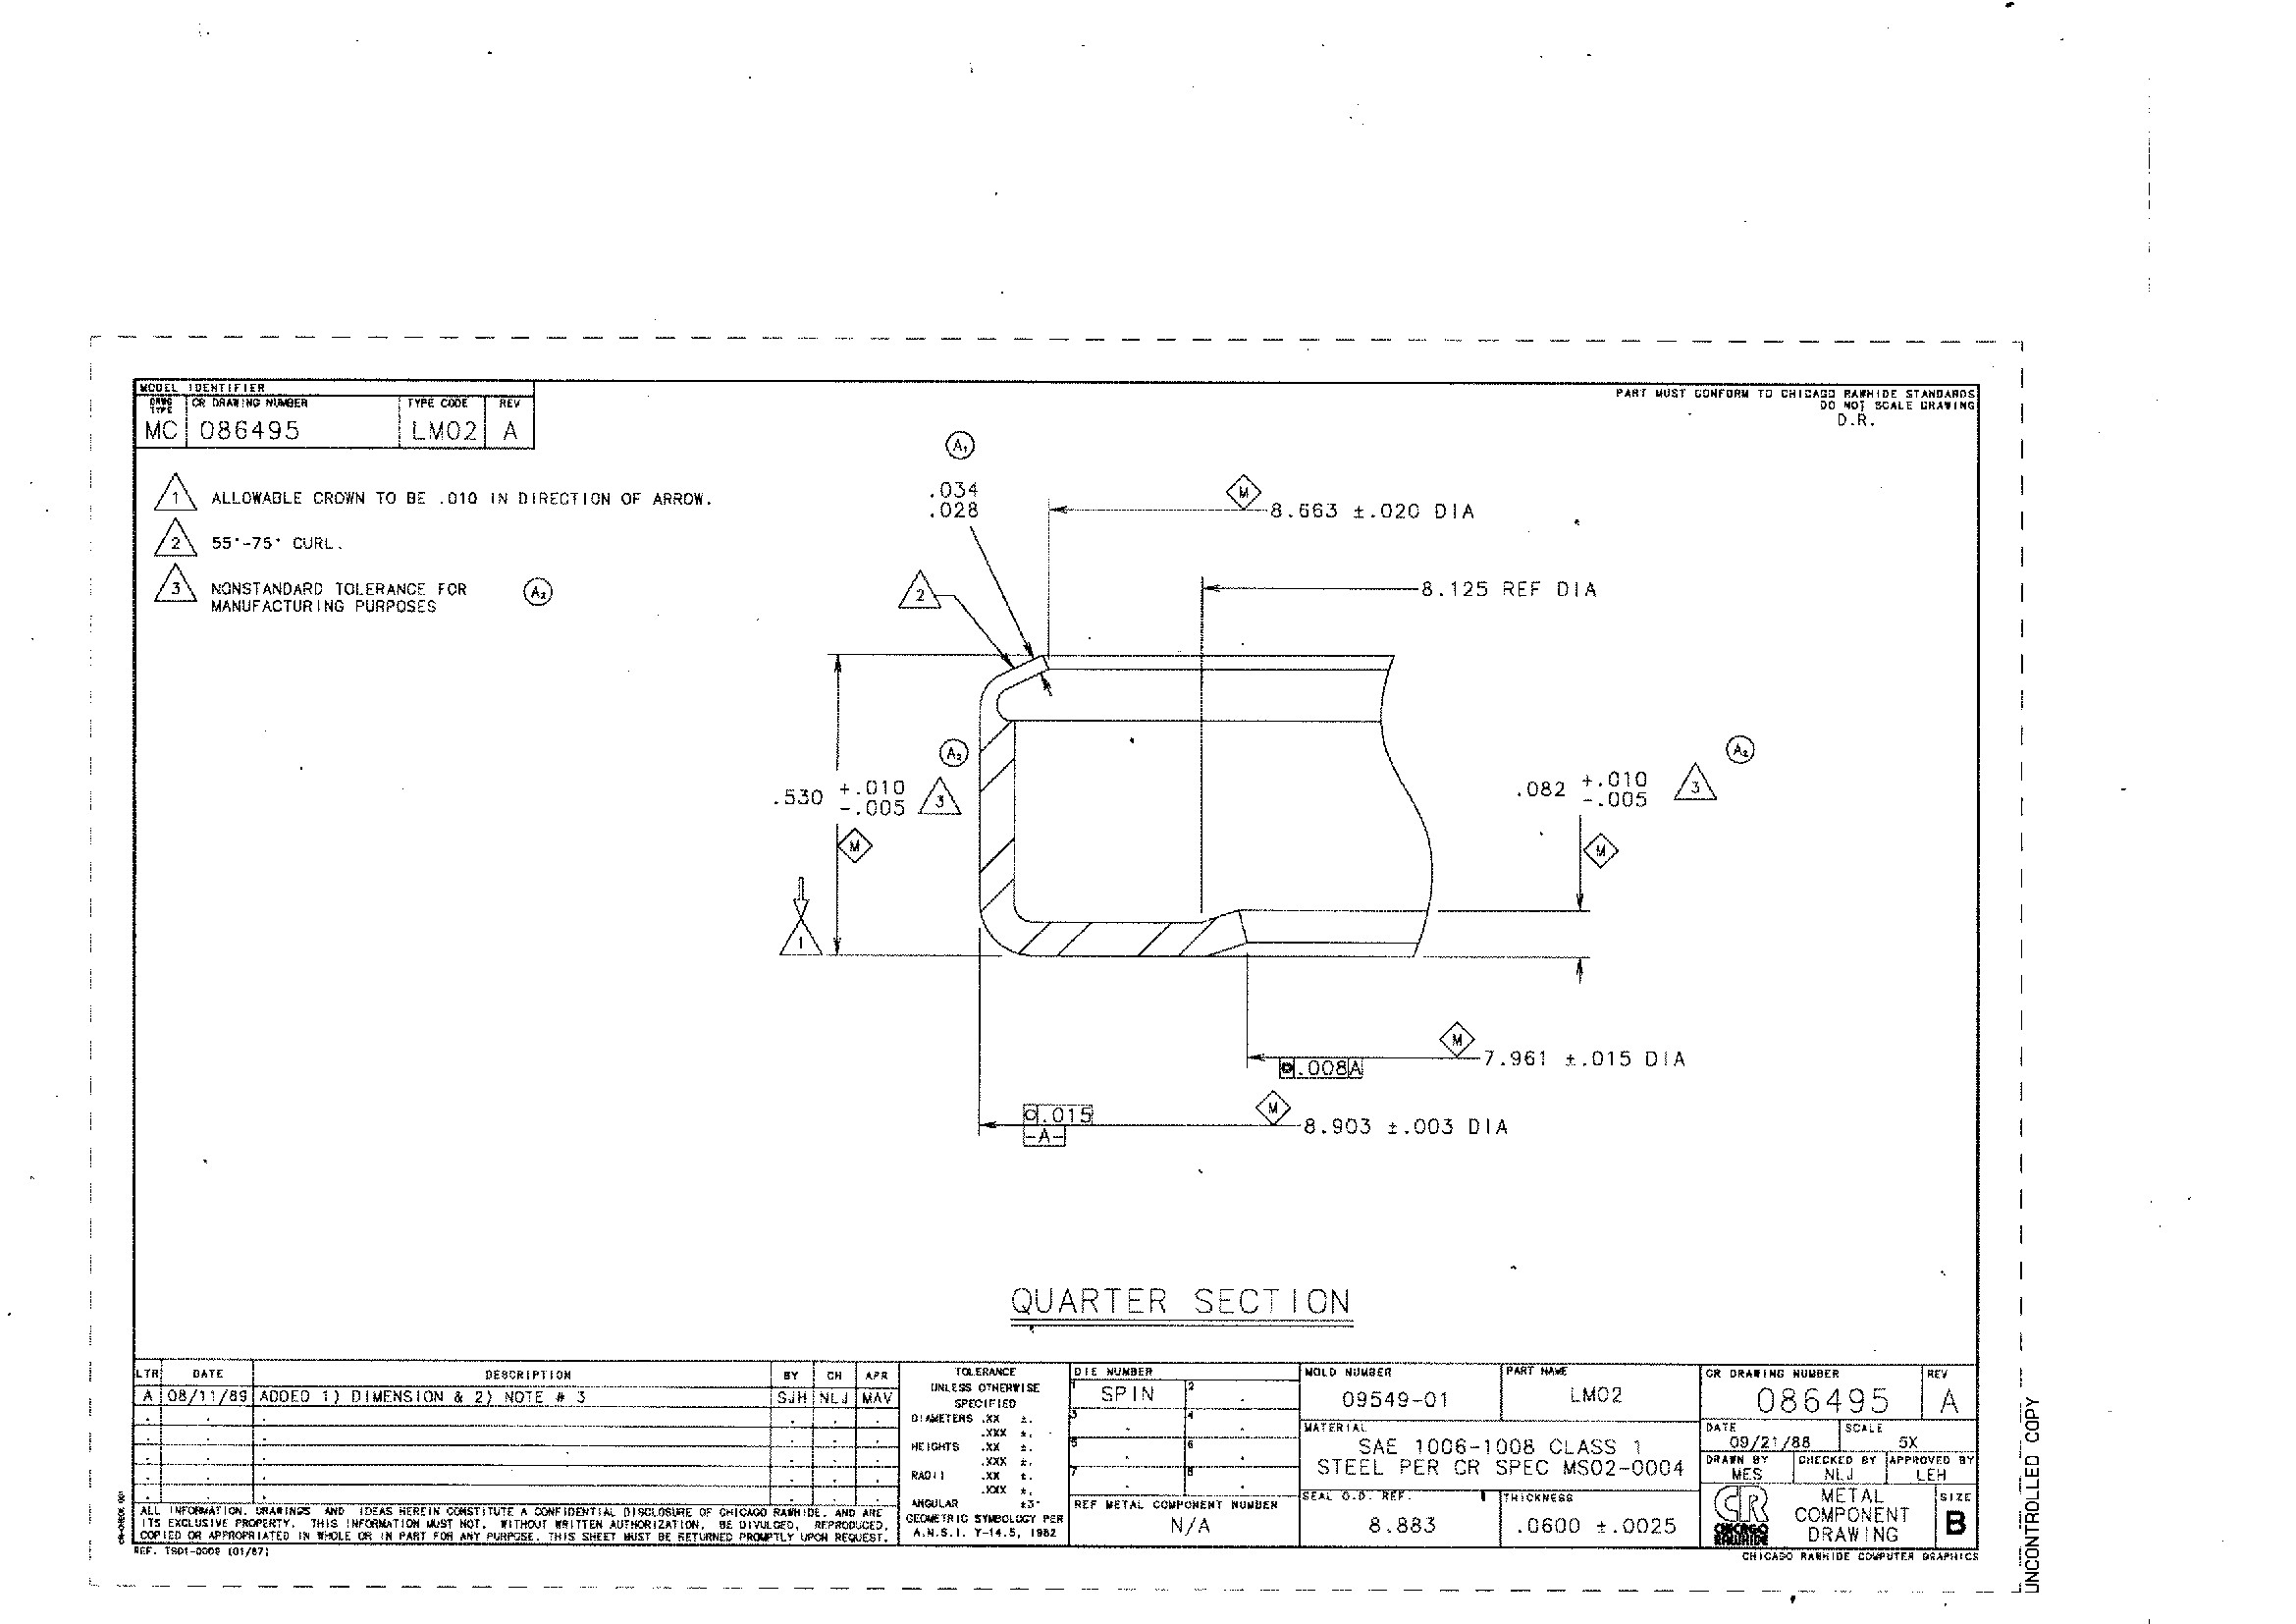 MODEL IDENTIFIER
DRWG TYPE CR DRAWING NUMBER TYPE CODE REV
MC 086495 LM02 A
PART MUST CONFORM TO CHICAGO RAWHIDE STANDARDS
DO NOT SCALE DRAWING
D.R.
1 ALLOWABLE CROWN TO BE .010 IN DIRECTION OF ARROW.
2 55°-75° CURL.
3 NONSTANDARD TOLERANCE FOR
MANUFACTURING PURPOSES
A2
A1
.034
.028
M
8.663 ±.020 DIA
8.125 REF DIA
2
A2
.530 +.010
-.005
3
M
1
A2
.082 +.010
-.005
3
M
M
7.961 ±.015 DIA
.008 A
M
.015
-A-
8.903 ±.003 DIA
QUARTER SECTION
LTR DATE DESCRIPTION BY CH APR
A 08/11/89 ADDED 1) DIMENSION & 2) NOTE # 3 SJH NLJ MAV
TOLERANCE
UNLESS OTHERWISE
SPECIFIED
DIAMETERS .XX ±.
.XXX ±.
HEIGHTS .XX ±.
.XXX ±.
RADII .XX ±.
.XXX ±.
ANGULAR ±3°
GEOMETRIC SYMBOLOGY PER
A.N.S.I. Y-14.5, 1982
DIE NUMBER
1 SPIN 2
3 4
5 6
7 8
REF METAL COMPONENT NUMBER
N/A
MOLD NUMBER
09549-01
PART NAME
LM02
MATERIAL
SAE 1006-1008 CLASS 1
STEEL PER CR SPEC MS02-0004
SEAL O.D. REF.
8.883
THICKNESS
.0600 ±.0025
CR DRAWING NUMBER
086495
REV
A
DATE
09/21/88
SCALE
5X
DRAWN BY
MES
CHECKED BY
NLJ
APPROVED BY
LEH
CR
CHICAGO
RAWHIDE
METAL
COMPONENT
DRAWING
SIZE
B
ALL INFORMATION, DRAWINGS AND IDEAS HEREIN CONSTITUTE A CONFIDENTIAL DISCLOSURE OF CHICAGO RAWHIDE, AND ARE
ITS EXCLUSIVE PROPERTY. THIS INFORMATION MUST NOT, WITHOUT WRITTEN AUTHORIZATION, BE DIVULGED, REPRODUCED,
COPIED OR APPROPRIATED IN WHOLE OR IN PART FOR ANY PURPOSE. THIS SHEET MUST BE RETURNED PROMPTLY UPON REQUEST.
REF. TS01-0009 (01/87)
CHICAGO RAWHIDE COMPUTER GRAPHICS
UNCONTROLLED COPY